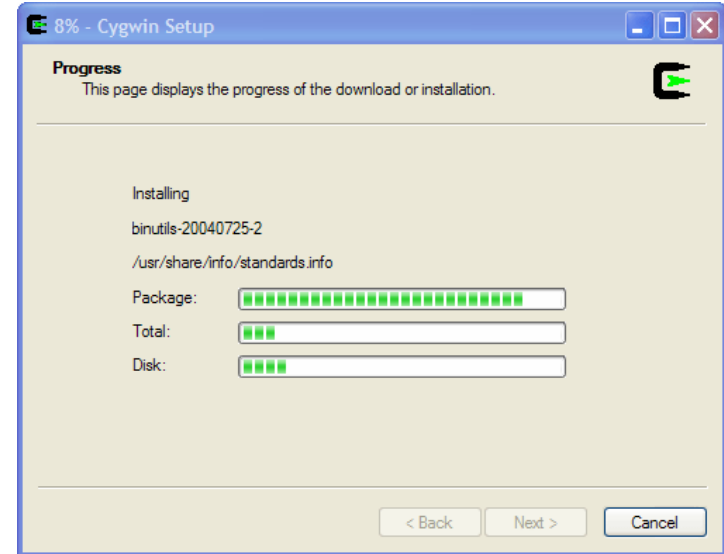 8% - Cygwin Setup
Progress
This page displays the progress of the download or installation.
Installing
binutils-20040725-2
/usr/share/info/standards.info
Package:
Total:
Disk:
< Back
Next >
Cancel